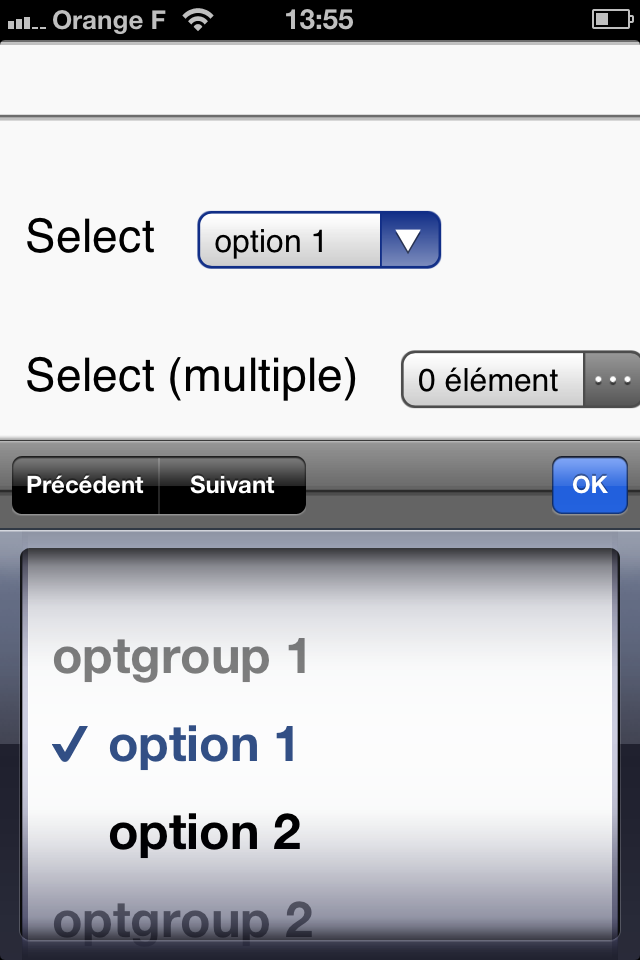 Orange F 13:55
Select option 1
Select (multiple) 0 élément ...
Précédent Suivant OK
optgroup 1
✓ option 1
option 2
optgroup 2